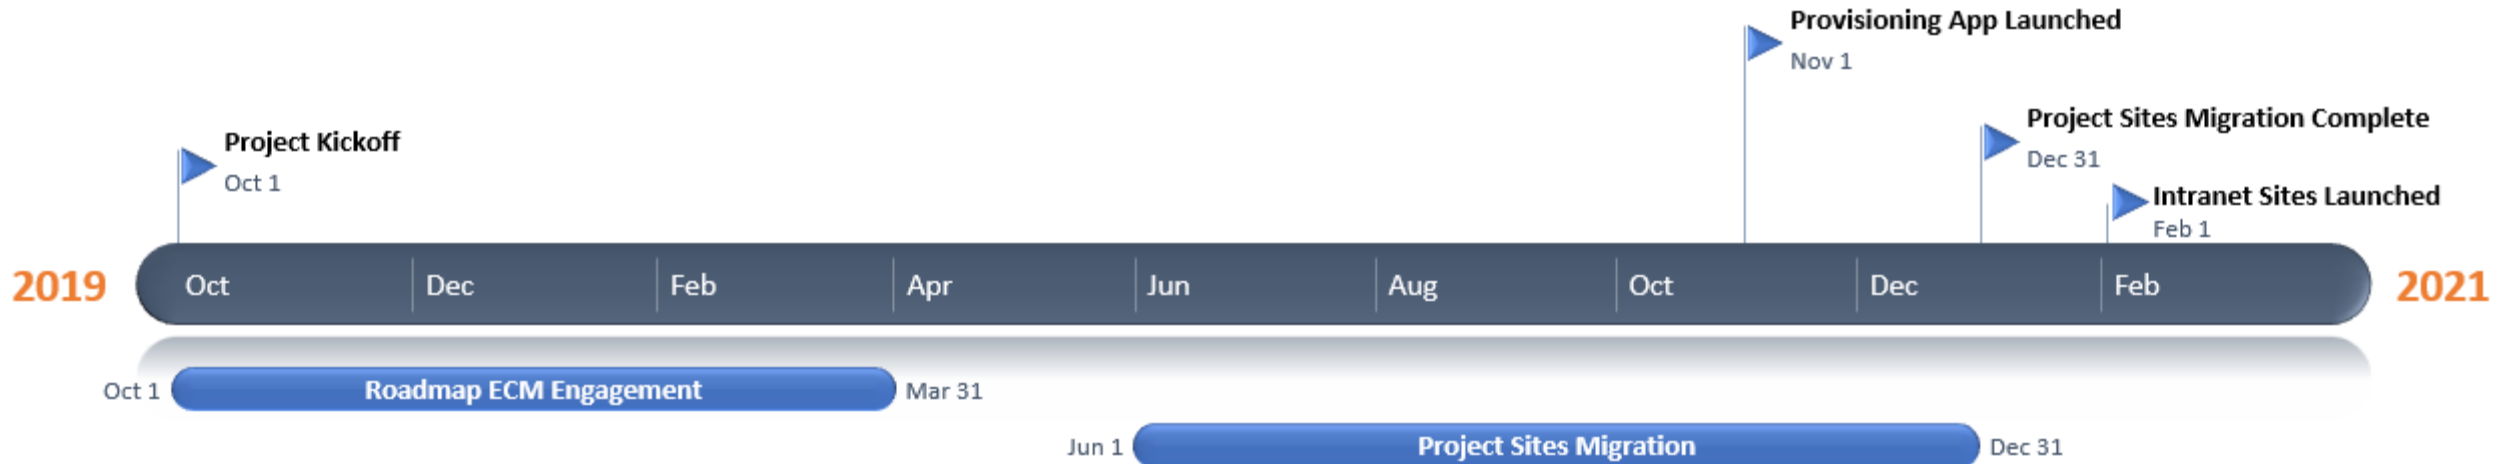 Provisioning App Launched
Nov 1
Project Sites Migration Complete
Dec 31
Project Kickoff
Oct 1
Intranet Sites Launched
Feb 1
2019 Oct Dec Feb Apr Jun Aug Oct Dec Feb 2021
Oct 1 Roadmap ECM Engagement Mar 31
Jun 1 Project Sites Migration Dec 31